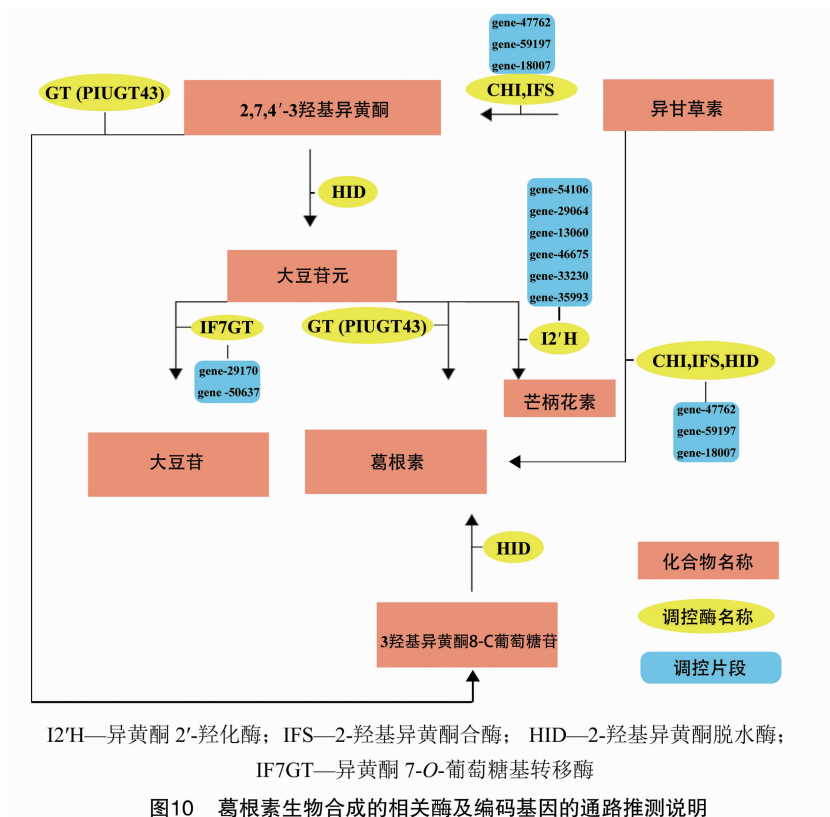 gene-47762
gene-59197
gene-18007
GT (PIUGT43)
CHI,IFS
2,7,4′-3羟基异黄酮
异甘草素
HID
gene-54106
gene-29064
gene-13060
gene-46675
gene-33230
gene-35993
大豆苷元
IF7GT
GT (PIUGT43)
I2′H
gene-29170
gene -50637
CHI,IFS,HID
芒柄花素
gene-47762
gene-59197
gene-18007
大豆苷
葛根素
HID
化合物名称
调控酶名称
3羟基异黄酮8-C葡萄糖苷
调控片段
I2′H—异黄酮 2′-羟化酶；IFS—2-羟基异黄酮合酶； HID—2-羟基异黄酮脱水酶；
IF7GT—异黄酮 7-O-葡萄糖基转移酶
图10 葛根素生物合成的相关酶及编码基因的通路推测说明